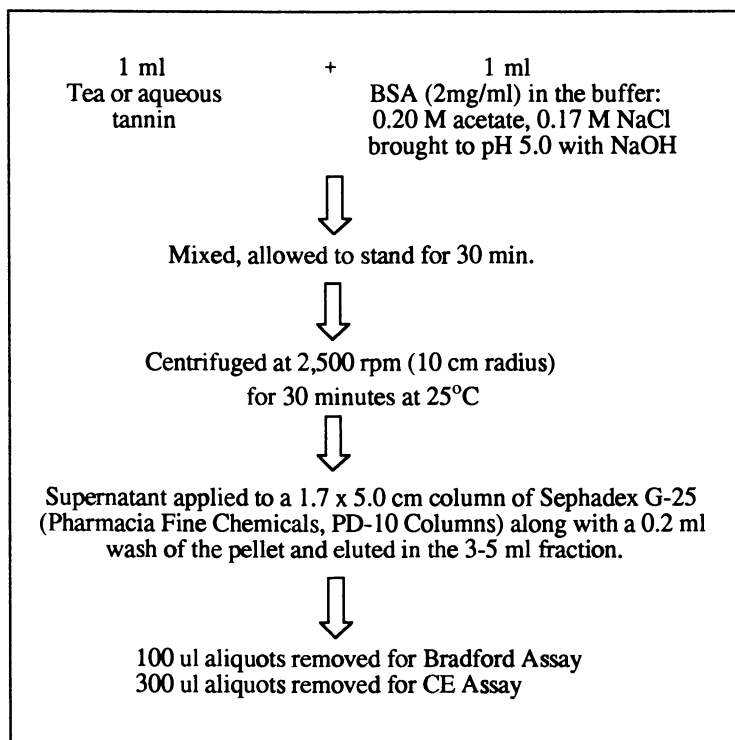 1 ml + 1 ml
Tea or aqueous BSA (2mg/ml) in the buffer:
tannin 0.20 M acetate, 0.17 M NaCl
brought to pH 5.0 with NaOH
Mixed, allowed to stand for 30 min.
Centrifuged at 2,500 rpm (10 cm radius)
for 30 minutes at 25°C
Supernatant applied to a 1.7 x 5.0 cm column of Sephadex G-25
(Pharmacia Fine Chemicals, PD-10 Columns) along with a 0.2 ml
wash of the pellet and eluted in the 3-5 ml fraction.
100 ul aliquots removed for Bradford Assay
300 ul aliquots removed for CE Assay